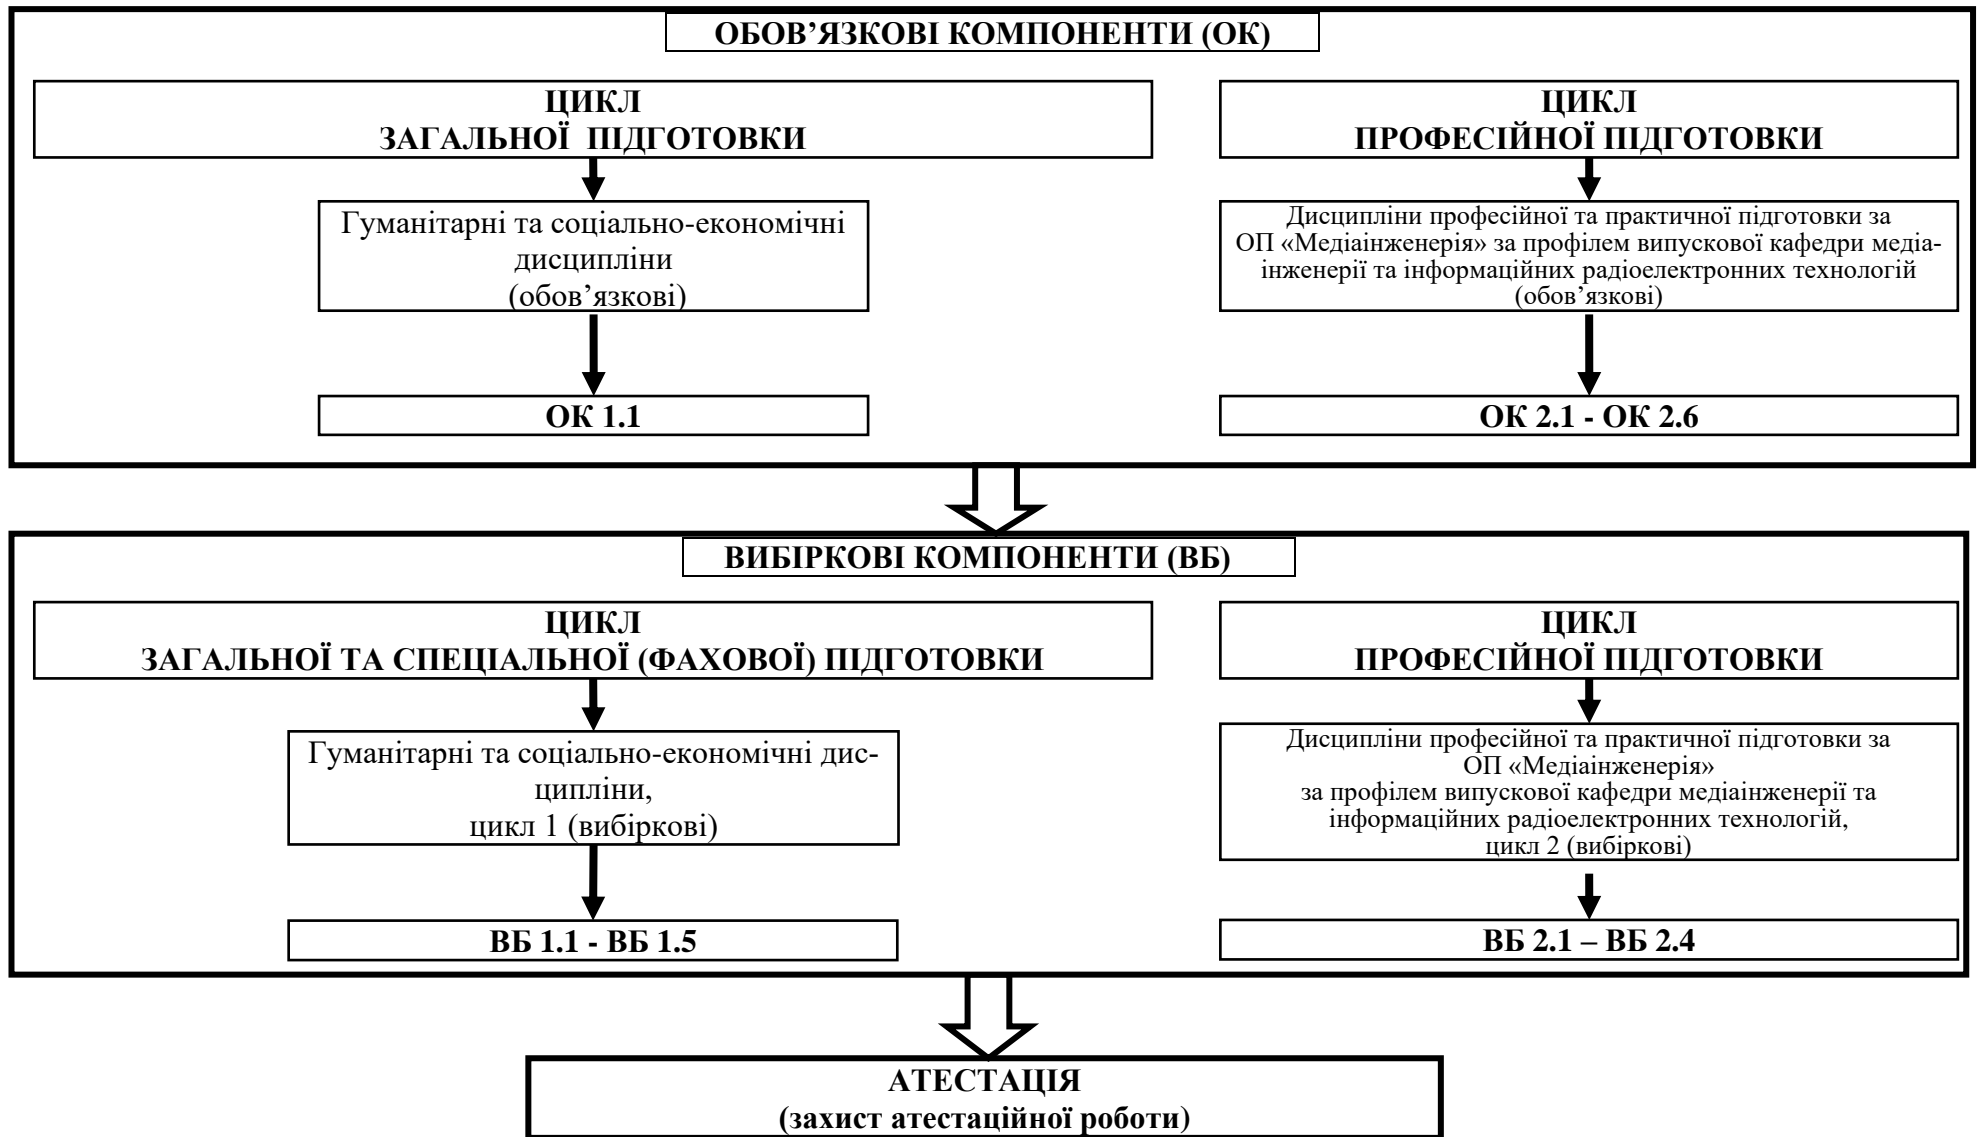 ОБОВ’ЯЗКОВІ КОМПОНЕНТИ (ОК)
ЦИКЛ
ЗАГАЛЬНОЇ ПІДГОТОВКИ
Гуманітарні та соціально-економічні
дисципліни
(обов’язкові)
ОК 1.1
ЦИКЛ
ПРОФЕСІЙНОЇ ПІДГОТОВКИ
Дисципліни професійної та практичної підготовки за
ОП «Медіаінженерія» за профілем випускової кафедри медіа-
інженерії та інформаційних радіоелектронних технологій
(обов’язкові)
ОК 2.1 - ОК 2.6
ВИБІРКОВІ КОМПОНЕНТИ (ВБ)
ЦИКЛ
ЗАГАЛЬНОЇ ТА СПЕЦІАЛЬНОЇ (ФАХОВОЇ) ПІДГОТОВКИ
Гуманітарні та соціально-економічні дис-
ципліни,
цикл 1 (вибіркові)
ВБ 1.1 - ВБ 1.5
ЦИКЛ
ПРОФЕСІЙНОЇ ПІДГОТОВКИ
Дисципліни професійної та практичної підготовки за
ОП «Медіаінженерія»
за профілем випускової кафедри медіаінженерії та
інформаційних радіоелектронних технологій,
цикл 2 (вибіркові)
ВБ 2.1 – ВБ 2.4
АТЕСТАЦІЯ
(захист атестаційної роботи)